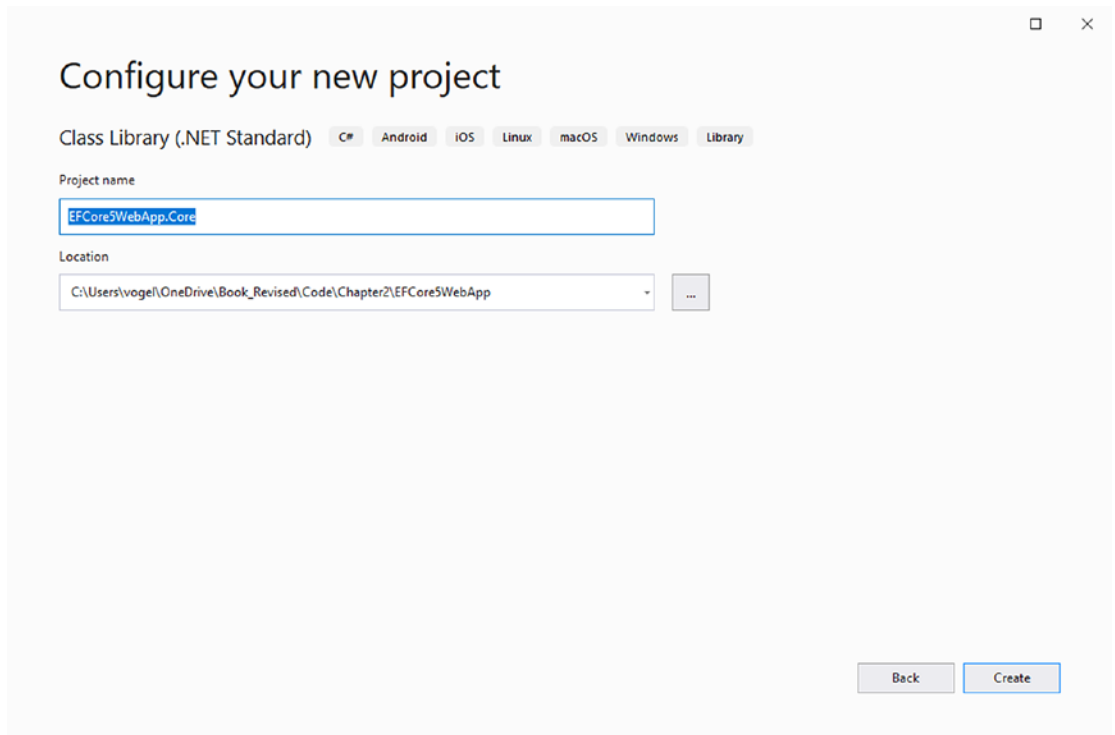 Configure your new project
Class Library (.NET Standard) C# Android iOS Linux macOS Windows Library
Project name
EFCore5WebApp.Core
Location
C:\Users\vogel\OneDrive\Book_Revised\Code\Chapter2\EFCore5WebApp ...
Back Create